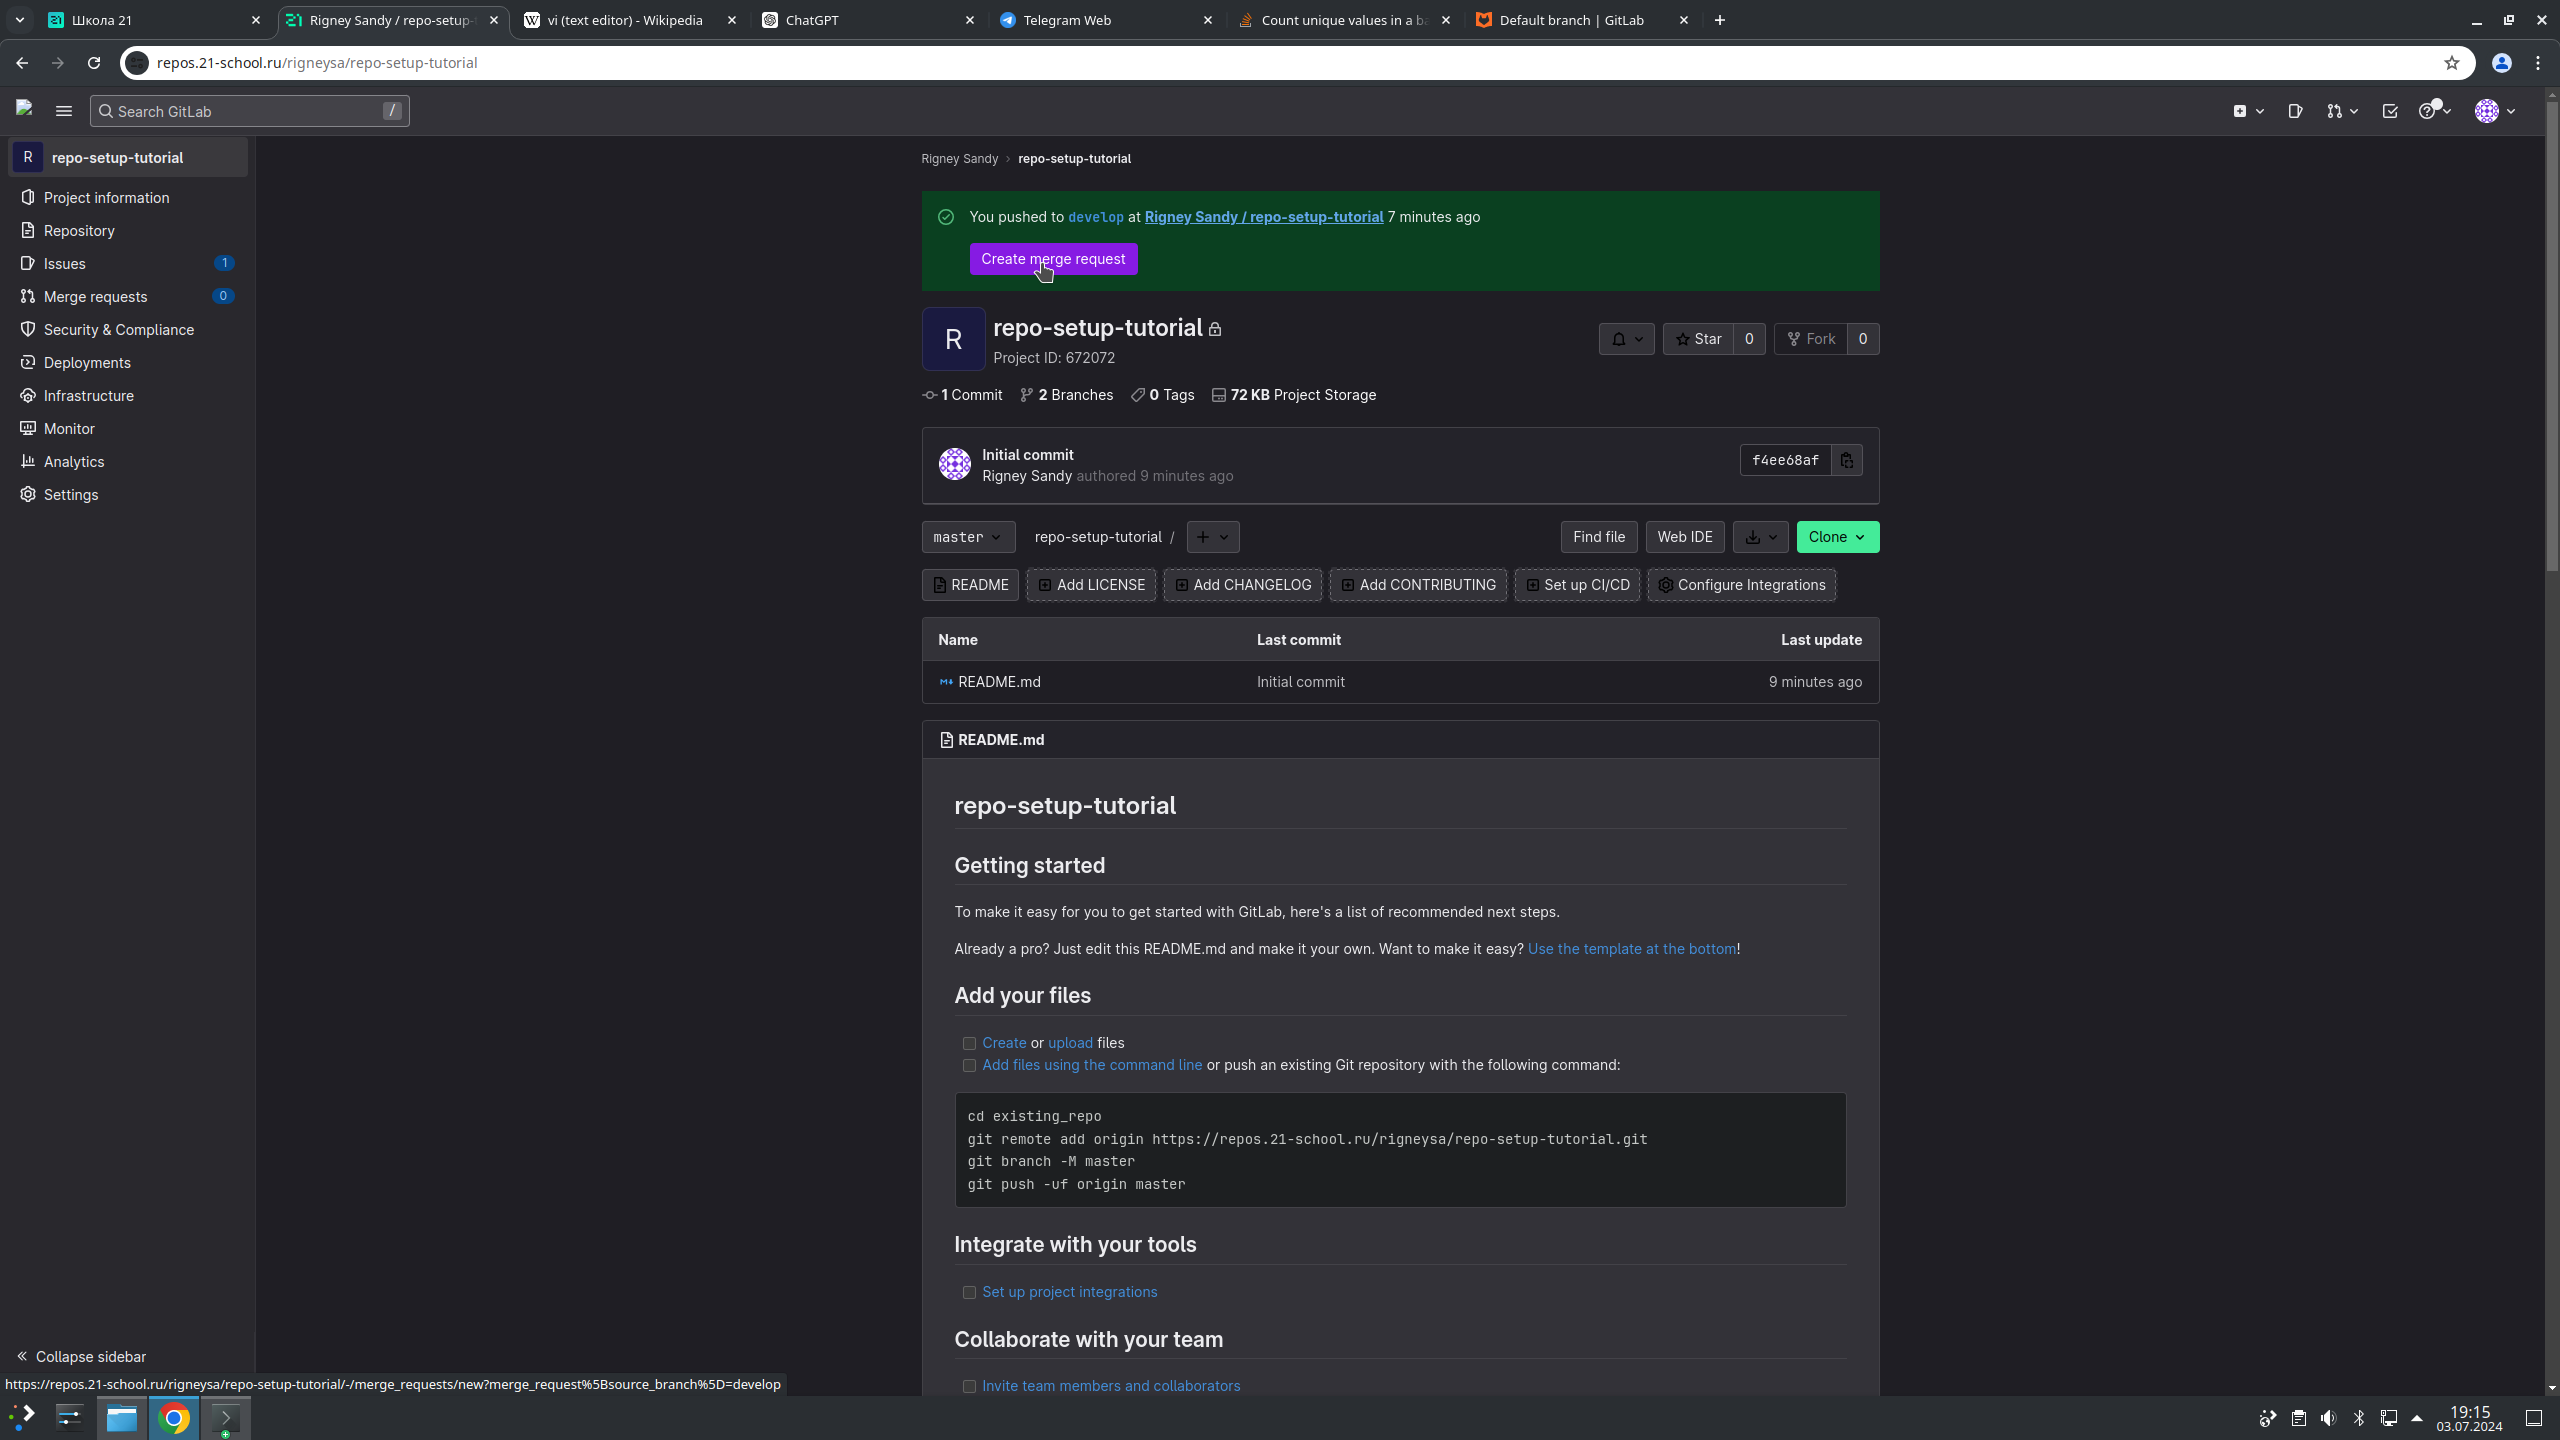 Школа 21
Rigney Sandy / repo-setup-
vi (text editor) - Wikipedia
ChatGPT
Telegram Web
Count unique values in a ba
Default branch | GitLab
repos.21-school.ru/rigneysa/repo-setup-tutorial
Search GitLab /
R repo-setup-tutorial
Project information
Repository
Issues 1
Merge requests 0
Security & Compliance
Deployments
Infrastructure
Monitor
Analytics
Settings
Collapse sidebar
Rigney Sandy › repo-setup-tutorial
You pushed to develop at Rigney Sandy / repo-setup-tutorial 7 minutes ago
Create merge request
R
repo-setup-tutorial
Project ID: 672072
Star 0
Fork 0
1 Commit 2 Branches 0 Tags 72 KB Project Storage
Initial commit
Rigney Sandy authored 9 minutes ago
f4ee68af
master repo-setup-tutorial / +
Find file Web IDE Clone
README Add LICENSE Add CHANGELOG Add CONTRIBUTING Set up CI/CD Configure Integrations
Name Last commit Last update
README.md Initial commit 9 minutes ago
README.md
repo-setup-tutorial
Getting started
To make it easy for you to get started with GitLab, here's a list of recommended next steps.
Already a pro? Just edit this README.md and make it your own. Want to make it easy? Use the template at the bottom!
Add your files
Create or upload files
Add files using the command line or push an existing Git repository with the following command:
cd existing_repo
git remote add origin https://repos.21-school.ru/rigneysa/repo-setup-tutorial.git
git branch -M master
git push -uf origin master
Integrate with your tools
Set up project integrations
Collaborate with your team
Invite team members and collaborators
https://repos.21-school.ru/rigneysa/repo-setup-tutorial/-/merge_requests/new?merge_request%5Bsource_branch%5D=develop
19:15
03.07.2024